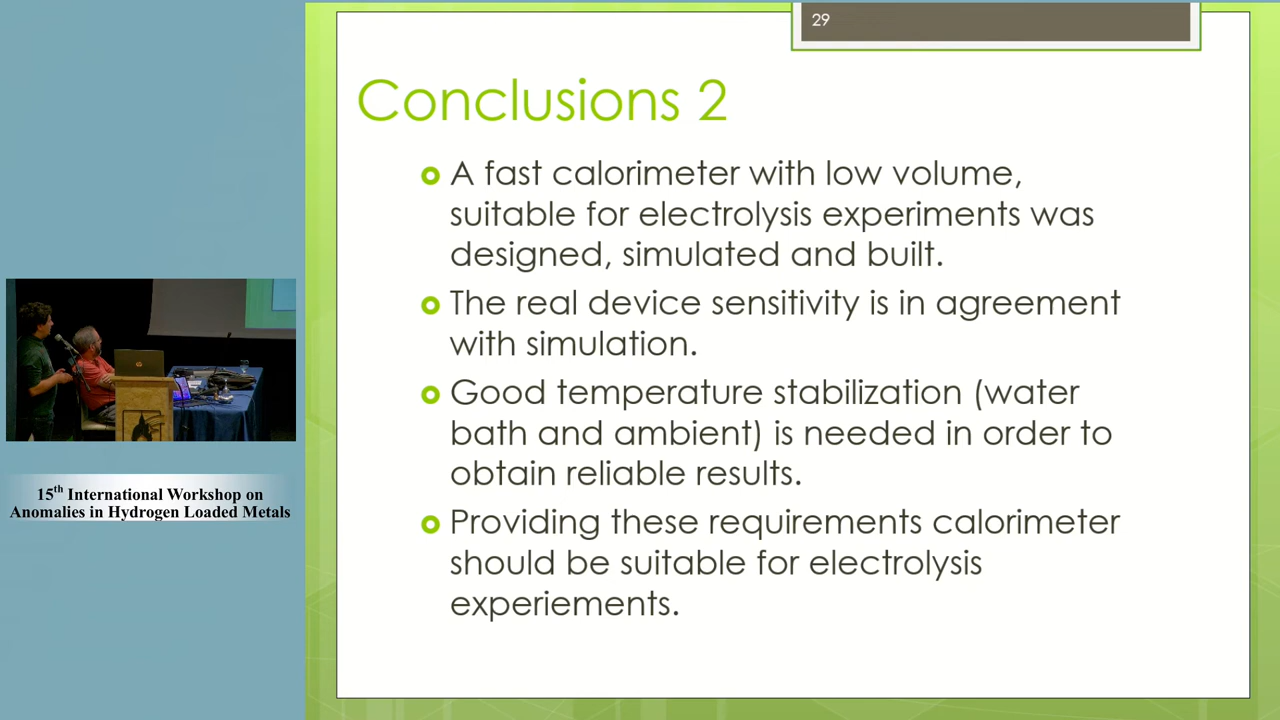 29
Conclusions 2
A fast calorimeter with low volume,
suitable for electrolysis experiments was
designed, simulated and built.
The real device sensitivity is in agreement
with simulation.
Good temperature stabilization (water
bath and ambient) is needed in order to
obtain reliable results.
Providing these requirements calorimeter
should be suitable for electrolysis
experiements.
15th International Workshop on
Anomalies in Hydrogen Loaded Metals